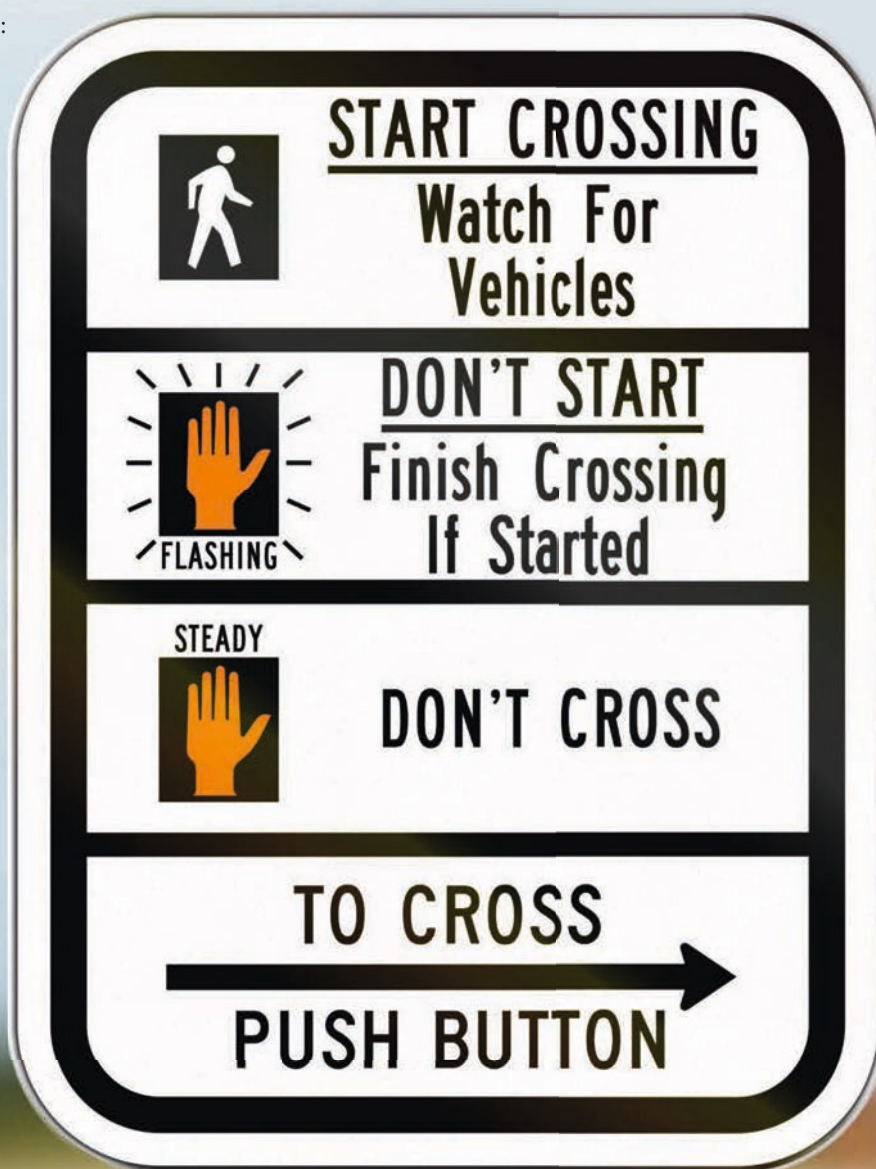 :
START CROSSING
Watch For
Vehicles
DON'T START
Finish Crossing
If Started
FLASHING
STEADY
DON'T CROSS
TO CROSS
PUSH BUTTON